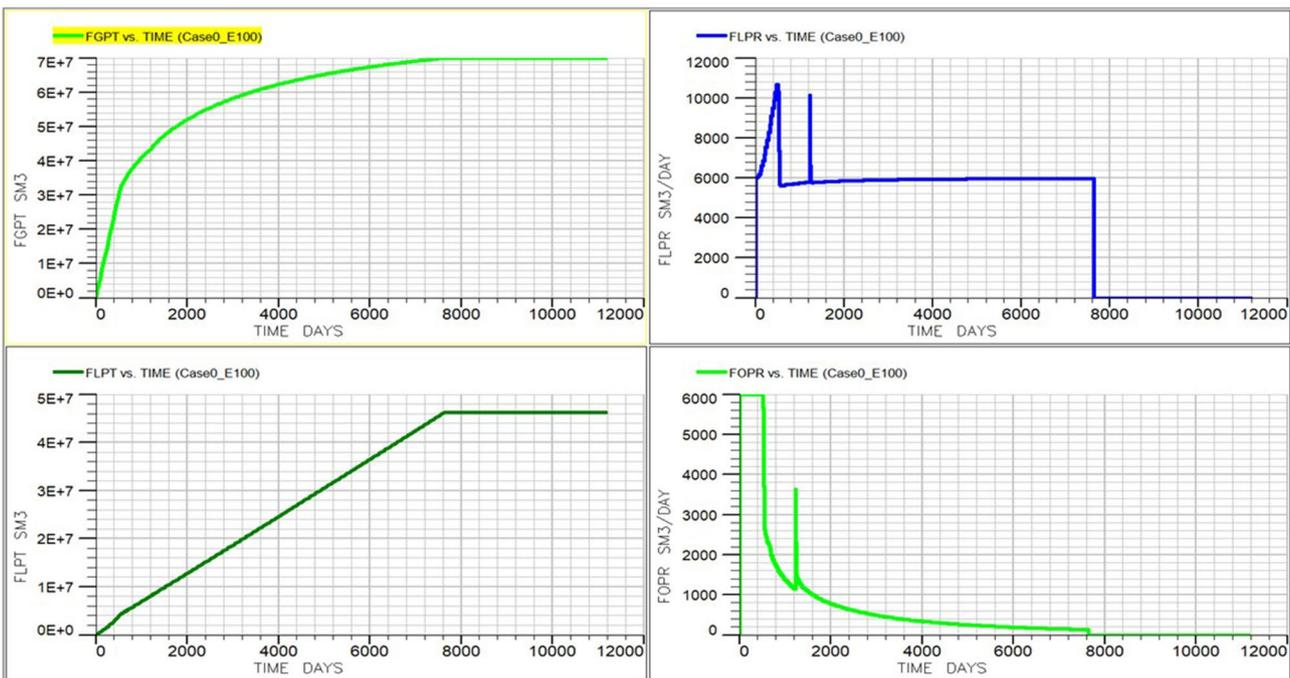 FGPT vs. TIME (Case0_E100)
7E+7
6E+7
5E+7
4E+7
3E+7
2E+7
1E+7
0E+0
FGPT SM3
0 2000 4000 6000 8000 10000 12000
TIME DAYS
FLPR vs. TIME (Case0_E100)
12000
10000
8000
6000
4000
2000
0
FLPR SM3/DAY
0 2000 4000 6000 8000 10000 12000
TIME DAYS
FLPT vs. TIME (Case0_E100)
5E+7
4E+7
3E+7
2E+7
1E+7
0E+0
FLPT SM3
0 2000 4000 6000 8000 10000 12000
TIME DAYS
FOPR vs. TIME (Case0_E100)
6000
5000
4000
3000
2000
1000
0
FOPR SM3/DAY
0 2000 4000 6000 8000 10000 12000
TIME DAYS